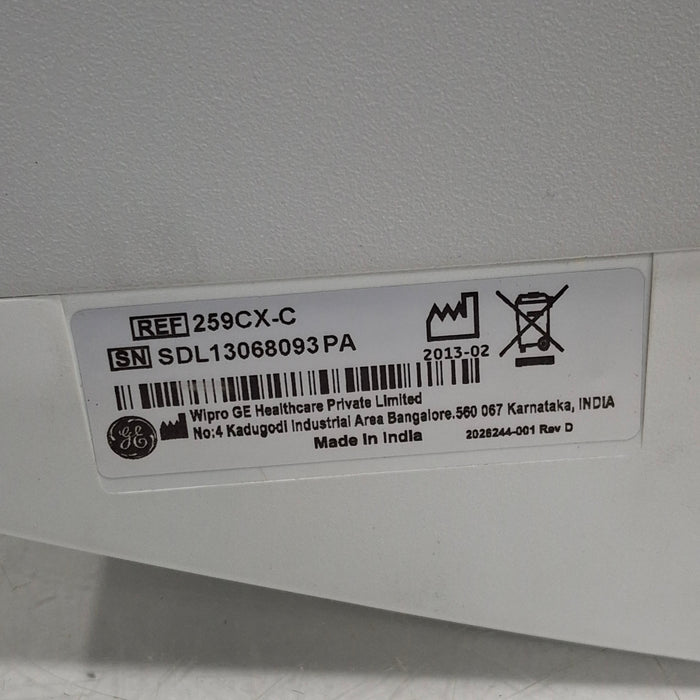 REF 259CX-C
SN SDL13068093PA
2013-02
GE
Wipro GE Healthcare Private Limited
No:4 Kadugodi Industrial Area Bangalore.560 067 Karnataka, INDIA
Made In India
2026244-001 Rev D